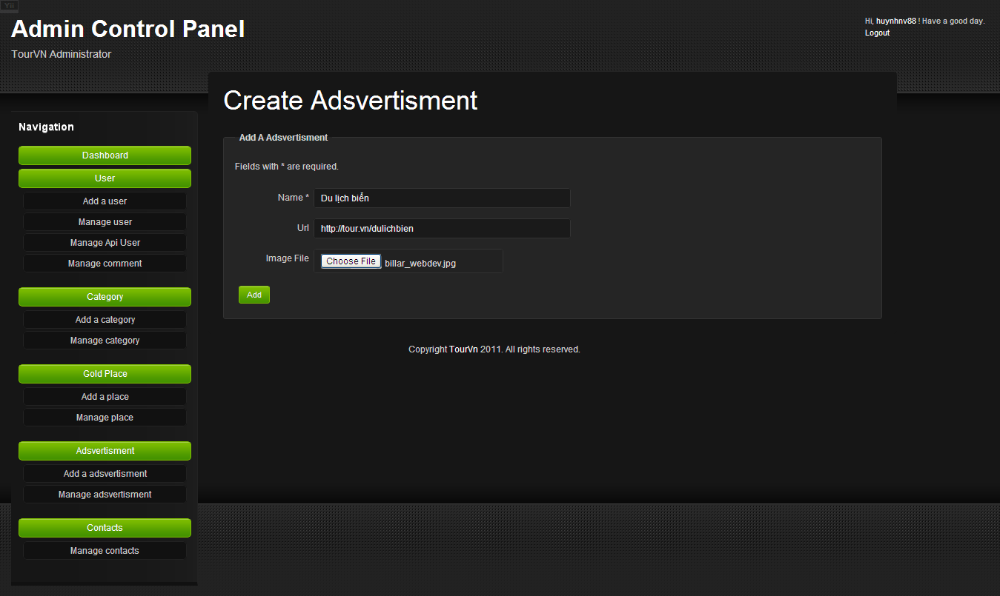 Yii
Admin Control Panel
TourVN Administrator
Hi, huynhnv88 ! Have a good day.
Logout
Navigation
Dashboard
User
Add a user
Manage user
Manage Api User
Manage comment
Category
Add a category
Manage category
Gold Place
Add a place
Manage place
Adsvertisment
Add a adsvertisment
Manage adsvertisment
Contacts
Manage contacts
Create Adsvertisment
Add A Adsvertisment
Fields with * are required.
Name * Du lịch biển
Url http://tour.vn/dulichbien
Image File Choose File billar_webdev.jpg
Add
Copyright TourVn 2011. All rights reserved.